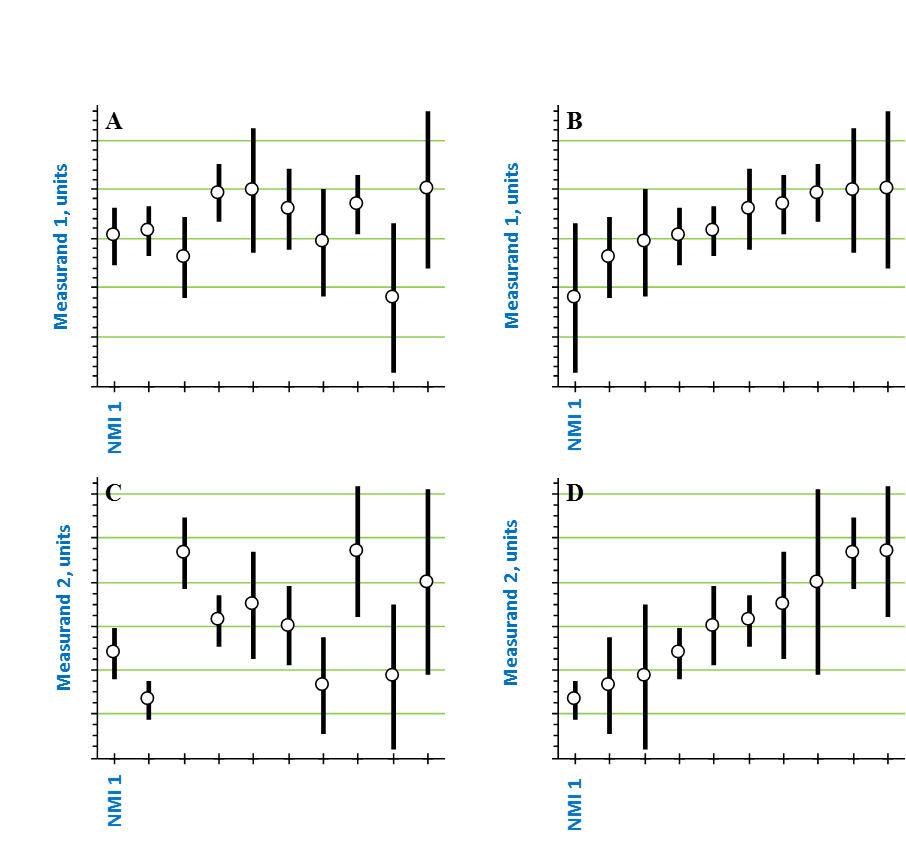 A
Measurand 1, units
NMI 1
B
Measurand 1, units
NMI 1
C
Measurand 2, units
NMI 1
D
Measurand 2, units
NMI 1